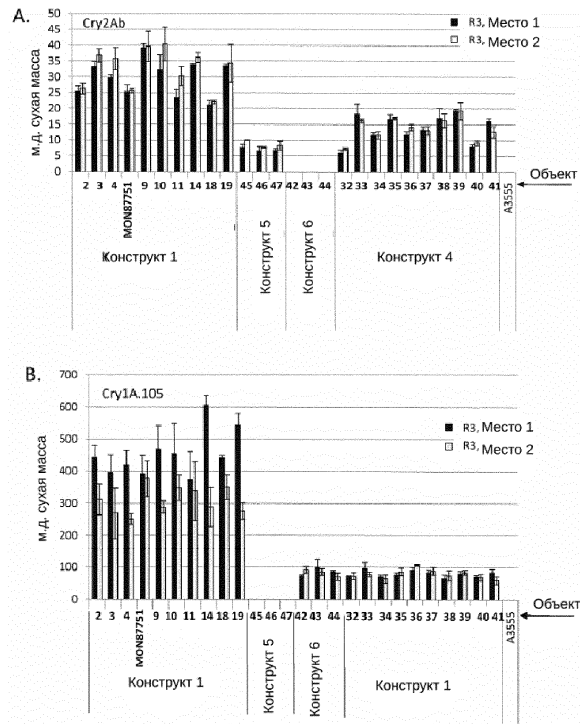 A.
Cry2Ab
R3, Место 1
R3, Место 2
м.д. сухая масса
50
45
40
35
30
25
20
15
10
5
0
2 3 4 MON87751 9 10 11 14 18 19 45 46 47 42 43 44 32 33 34 35 36 37 38 39 40 41 A3555
Объект
Конструкт 1
Конструкт 5
Конструкт 6
Конструкт 4
B.
Cry1A.105
R3, Место 1
R3, Место 2
м.д. сухая масса
700
600
500
400
300
200
100
0
2 3 4 MON87751 9 10 11 14 18 19 45 46 47 42 43 44 32 33 34 35 36 37 38 39 40 41 A3555
Объект
Конструкт 1
Конструкт 5
Конструкт 6
Конструкт 1